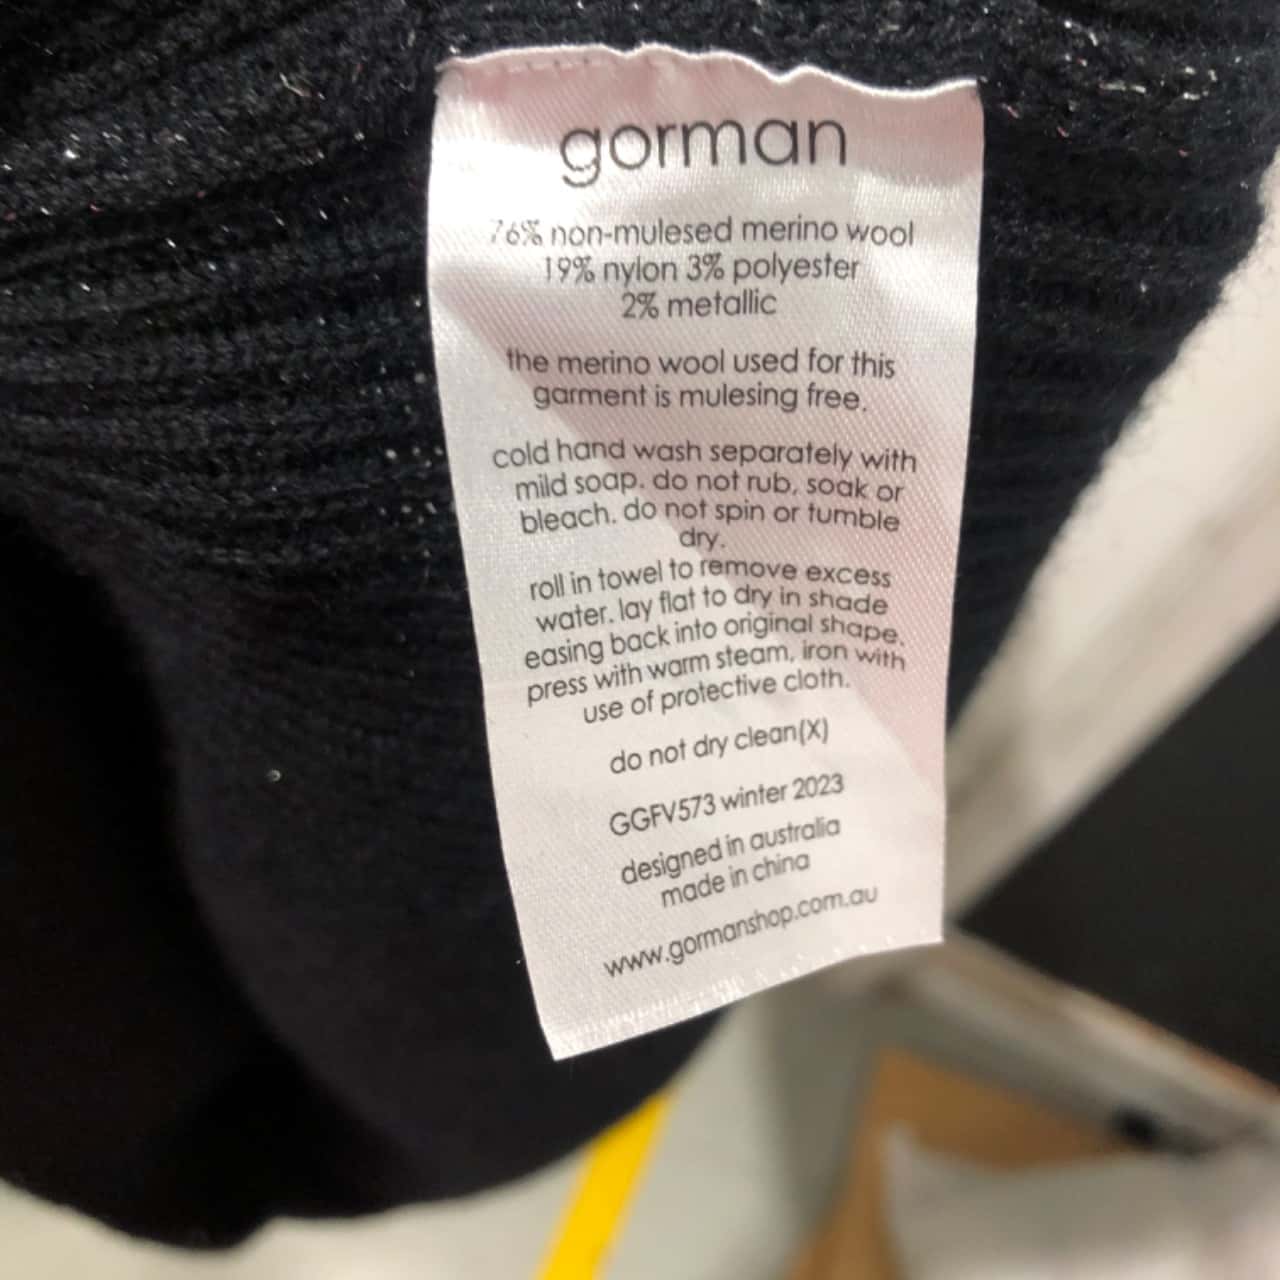 gorman
76% non-mulesed merino wool
19% nylon 3% polyester
2% metallic
the merino wool used for this
garment is mulesing free.
cold hand wash separately with
mild soap. do not rub, soak or
bleach. do not spin or tumble
dry.
roll in towel to remove excess
water. lay flat to dry in shade
easing back into original shape.
press with warm steam, iron with
use of protective cloth.
do not dry clean(X)
GGFV573 winter 2023
designed in australia
made in china
www.gormanshop.com.au